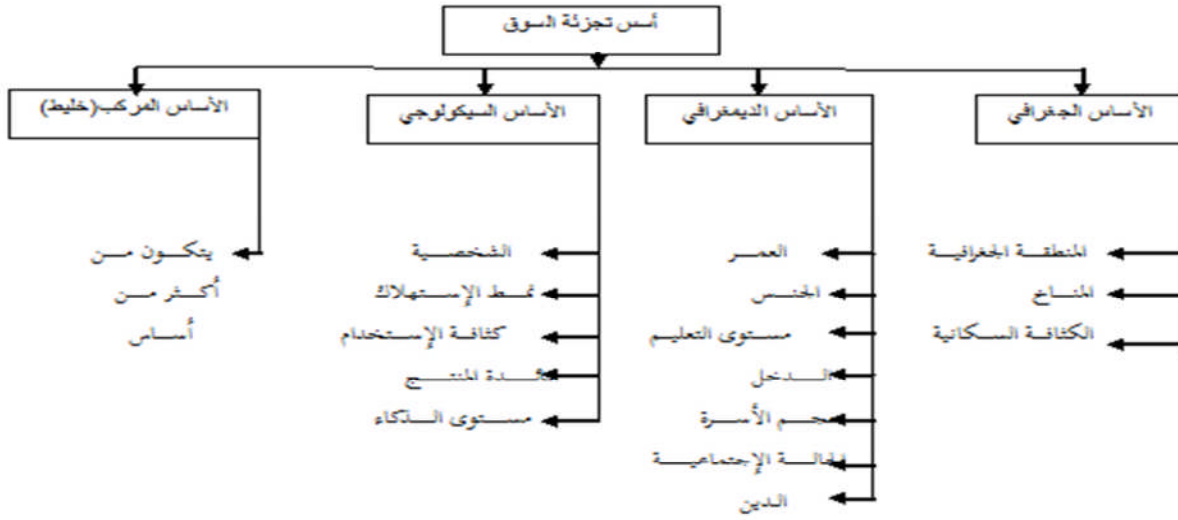 أسس تجزئة السوق
الأساس الجغرافي
المنطقة الجغرافية
المناخ
الكثافة السكانية
الأساس الديمغرافي
العمر
الجنس
مستوى التعليم
الدخل
حجم الأسرة
الحالة الإجتماعية
الدين
الأساس السيكولوجي
الشخصية
نمط الإستهلاك
كثافة الإستخدام
المنتج
مستوى الذكاء
الأساس المركب(خليط)
يتكون من
أكثر من
أساس